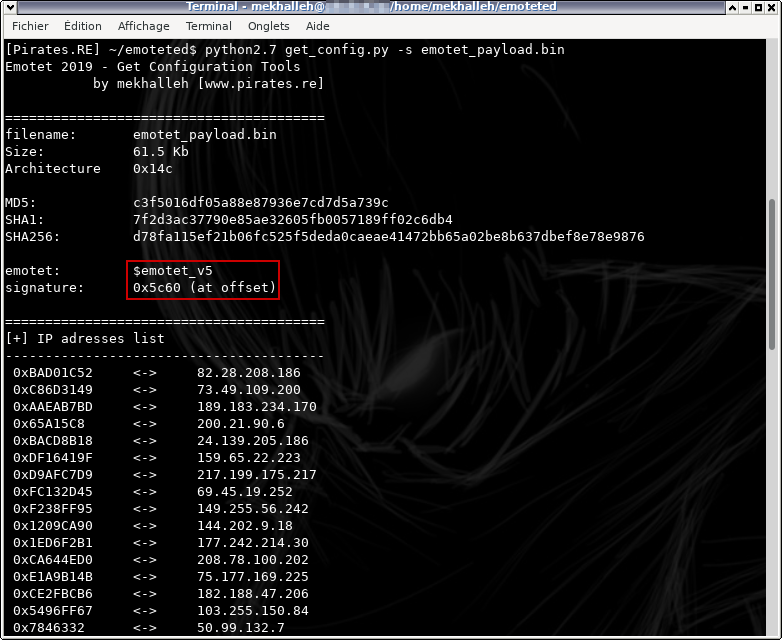 Terminal - mekhalleh@ /home/mekhalleh/emoteted
Fichier Édition Affichage Terminal Onglets Aide
[Pirates.RE] ~/emoteted$ python2.7 get_config.py -s emotet_payload.bin
Emotet 2019 - Get Configuration Tools
by mekhalleh [www.pirates.re]
========================================
filename: emotet_payload.bin
Size: 61.5 Kb
Architecture 0x14c
MD5: c3f5016df05a88e87936e7cd7d5a739c
SHA1: 7f2d3ac37790e85ae32605fb0057189ff02c6db4
SHA256: d78fa115ef21b06fc525f5deda0caeae41472bb65a02be8b637dbef8e78e9876
emotet: $emotet_v5
signature: 0x5c60 (at offset)
========================================
[+] IP adresses list
----------------------------------------
0xBAD01C52 <-> 82.28.208.186
0xC86D3149 <-> 73.49.109.200
0xAAEAB7BD <-> 189.183.234.170
0x65A15C8 <-> 200.21.90.6
0xBACD8B18 <-> 24.139.205.186
0xDF16419F <-> 159.65.22.223
0xD9AFC7D9 <-> 217.199.175.217
0xFC132D45 <-> 69.45.19.252
0xF238FF95 <-> 149.255.56.242
0x1209CA90 <-> 144.202.9.18
0x1ED6F2B1 <-> 177.242.214.30
0xCA644ED0 <-> 208.78.100.202
0xE1A9B14B <-> 75.177.169.225
0xCE2FBCB6 <-> 182.188.47.206
0x5496FF67 <-> 103.255.150.84
0x7846332 <-> 50.99.132.7